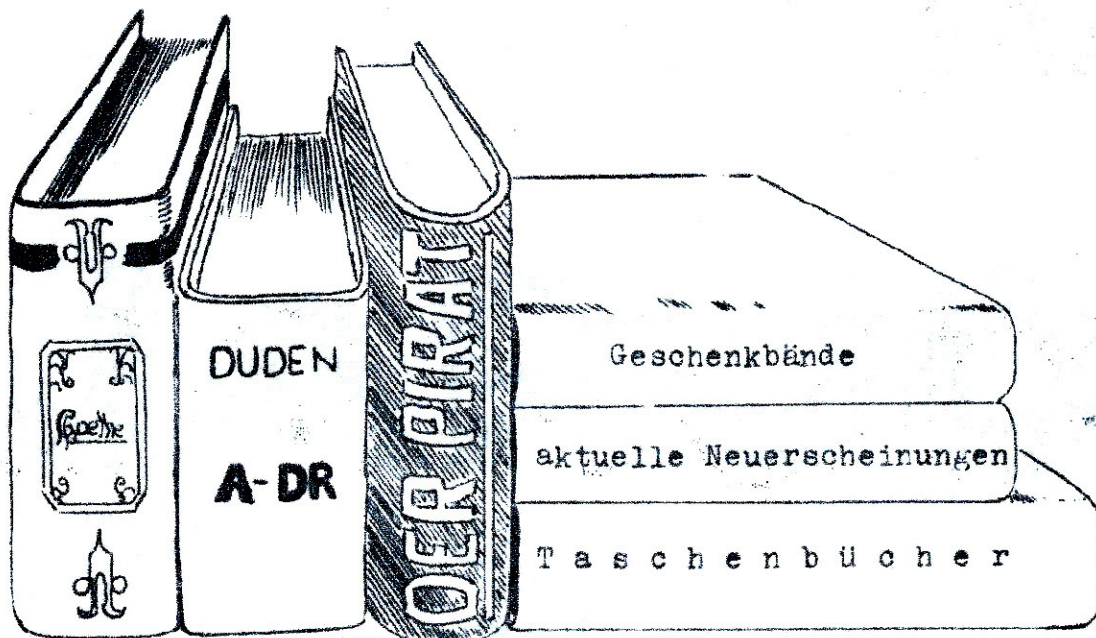 Goethe
DUDEN
A-DR
DER PIRAT
Geschenkbände
aktuelle Neuerscheinungen
Taschenbücher